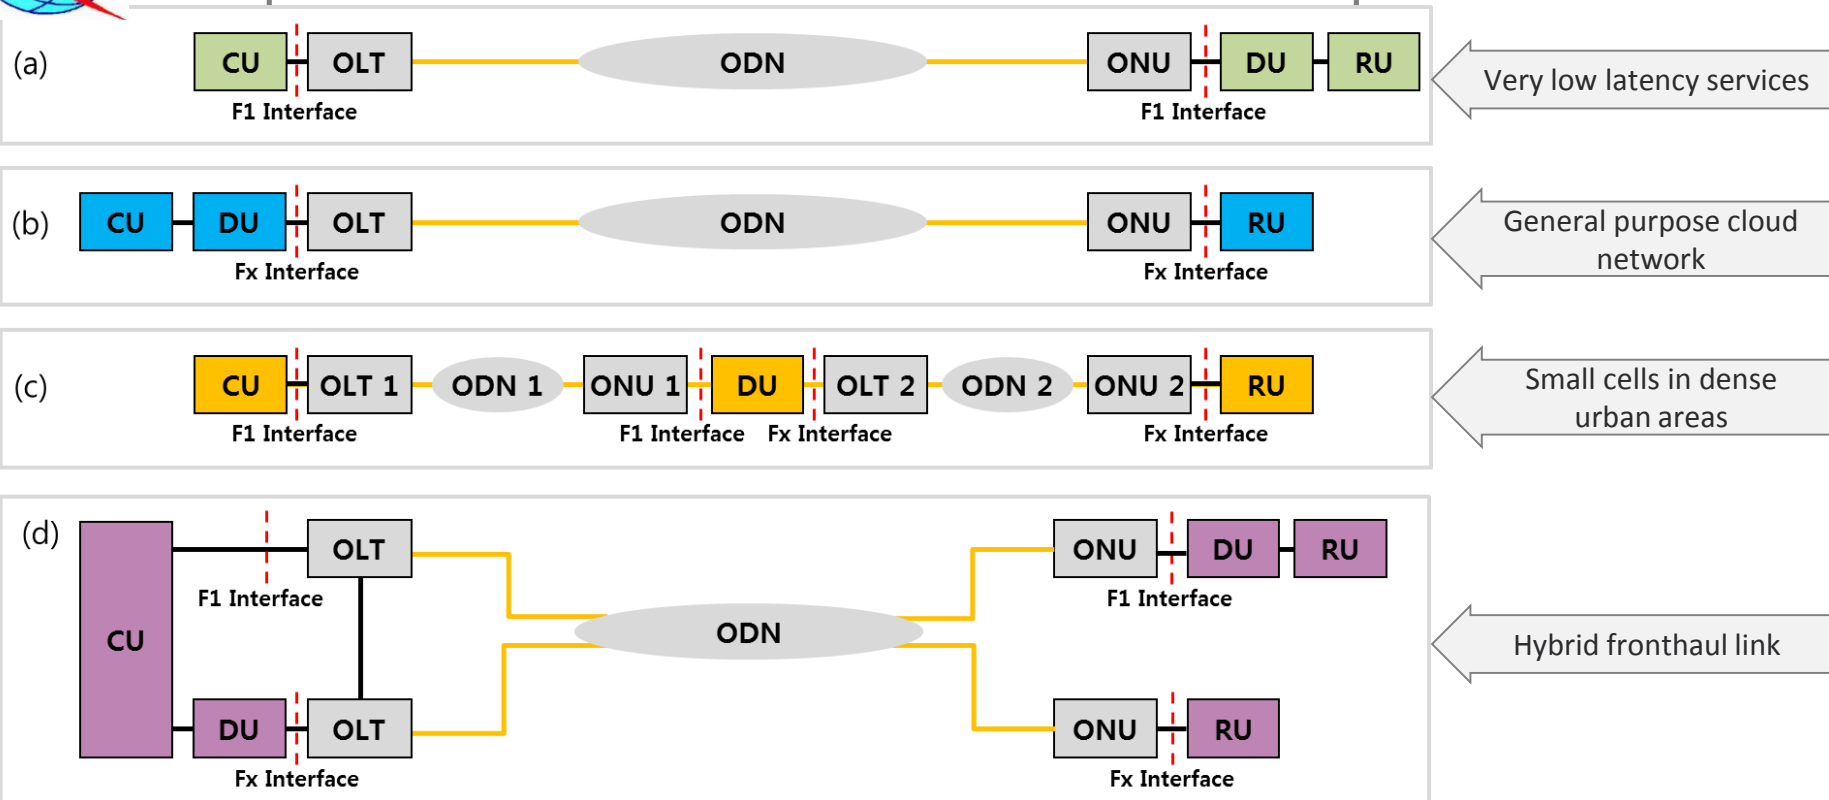 (a)
CU OLT ODN ONU DU RU
F1 Interface F1 Interface
Very low latency services
(b)
CU DU OLT ODN ONU RU
Fx Interface Fx Interface
General purpose cloud
network
(c)
CU OLT 1 ODN 1 ONU 1 DU OLT 2 ODN 2 ONU 2 RU
F1 Interface F1 Interface Fx Interface Fx Interface
Small cells in dense
urban areas
(d)
OLT ONU DU RU
F1 Interface F1 Interface
CU ODN
Hybrid fronthaul link
DU OLT ONU RU
Fx Interface Fx Interface